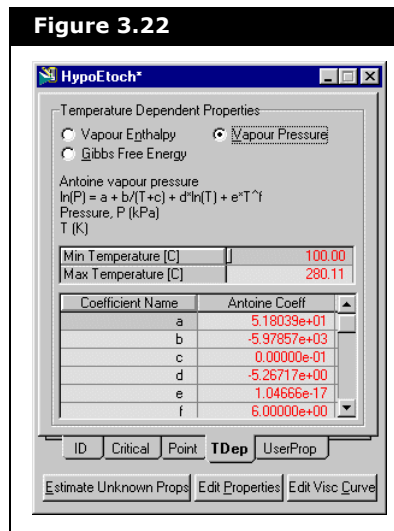 Figure 3.22
HypoEtoch*
Temperature Dependent Properties
Vapour Enthalpy Vapour Pressure
Gibbs Free Energy
Antoine vapour pressure
ln(P) = a + b/(T+c) + d*ln(T) + e*T^f
Pressure, P (kPa)
T (K)
Min Temperature [C] 100.00
Max Temperature [C] 280.11
Coefficient Name Antoine Coeff
a 5.18039e+01
b -5.97857e+03
c 0.00000e-01
d -5.26717e+00
e 1.04666e-17
f 6.00000e+00
ID Critical Point TDep UserProp
Estimate Unknown Props Edit Properties Edit Visc Curve